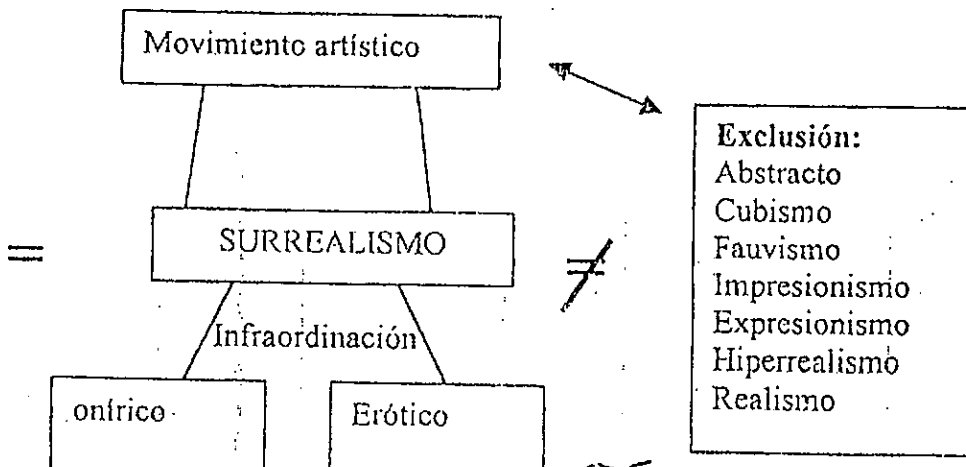 Movimiento artístico
=
SURREALISMO
≠
Infraordinación
onírico
Erótico
Exclusión:
Abstracto
Cubismo
Fauvismo
Impresionismo
Expresionismo
Hiperrealismo
Realismo